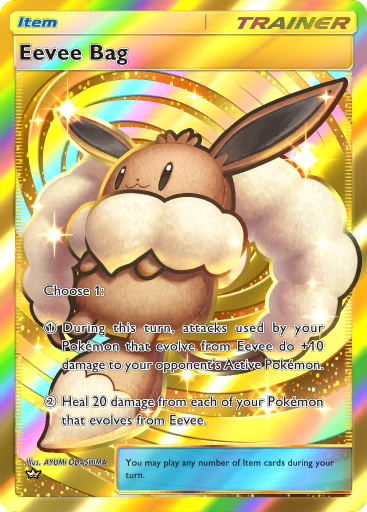 Item
TRAINER
Eevee Bag
Choose 1:
① During this turn, attacks used by your
Pokémon that evolve from Eevee do +10
damage to your opponent's Active Pokémon.
② Heal 20 damage from each of your Pokémon
that evolves from Eevee.
Illus. AYUMI ODASHIMA
You may play any number of Item cards during your
turn.